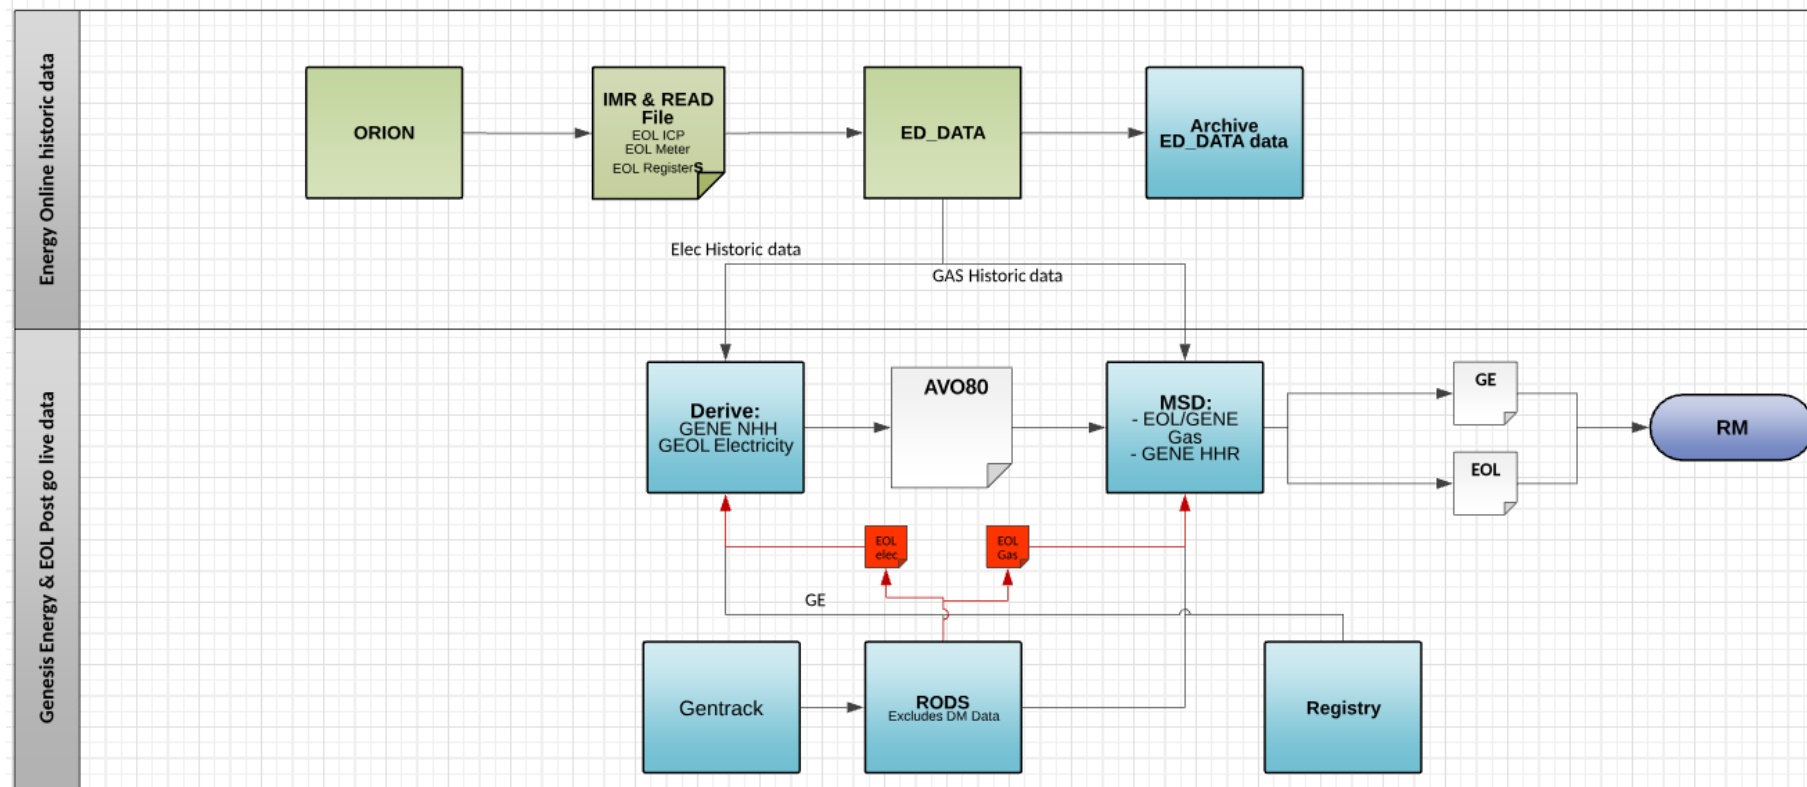 Energy Online historic data
ORION
IMR & READ
File
EOL ICP
EOL Meter
EOL Registers
ED_DATA
Archive
ED_DATA data
Elec Historic data
GAS Historic data
Genesis Energy & EOL Post go live data
Derive:
GENE NHH
GEOL Electricity
AVO80
MSD:
- EOL/GENE
Gas
- GENE HHR
GE
EOL
RM
EOL
elec
EOL
Gas
GE
Gentrack
RODS
Excludes DM Data
Registry